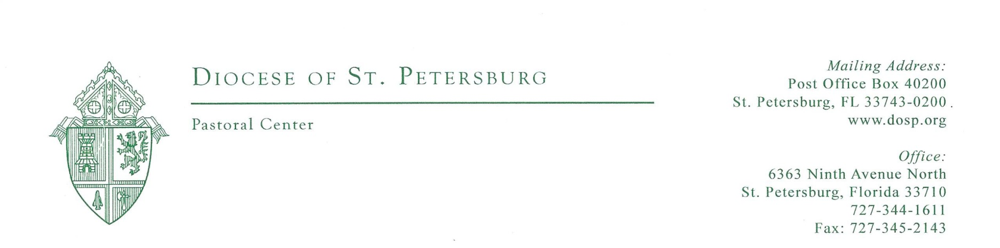 Diocese of St. Petersburg
Pastoral Center
Mailing Address:
Post Office Box 40200
St. Petersburg, FL 33743-0200
www.dosp.org
Office:
6363 Ninth Avenue North
St. Petersburg, Florida 33710
727-344-1611
Fax: 727-345-2143